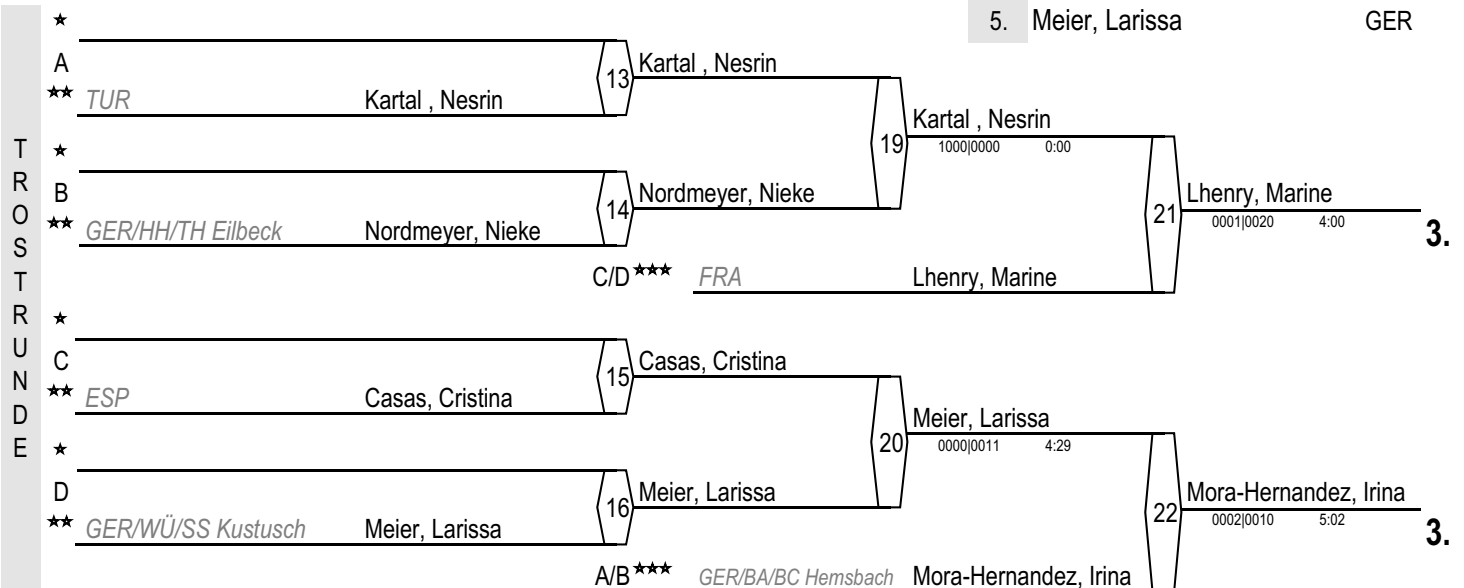 5. Meier, Larissa GER
TROSTRUNDE
A
13 Kartal , Nesrin
TUR Kartal , Nesrin
19 Kartal , Nesrin
1000|0000 0:00
B
14 Nordmeyer, Nieke
GER/HH/TH Eilbeck Nordmeyer, Nieke
21 Lhenry, Marine
0001|0020 4:00
3.
C/D FRA Lhenry, Marine
C
15 Casas, Cristina
ESP Casas, Cristina
20 Meier, Larissa
0000|0011 4:29
D
16 Meier, Larissa
GER/WÜ/SS Kustusch Meier, Larissa
22 Mora-Hernandez, Irina
0002|0010 5:02
3.
A/B GER/BA/BC Hemsbach Mora-Hernandez, Irina